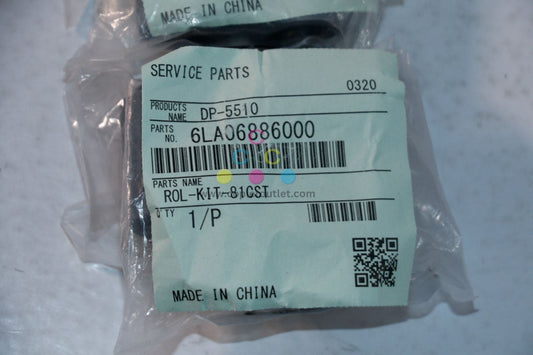 MADE IN CHINA
SERVICE PARTS
0320
PRODUCTS NAME DP-5510
PARTS NO. 6LA06886000
PARTS NAME
ROL-KIT-81CST
Q'TY 1/P
MADE IN CHINA